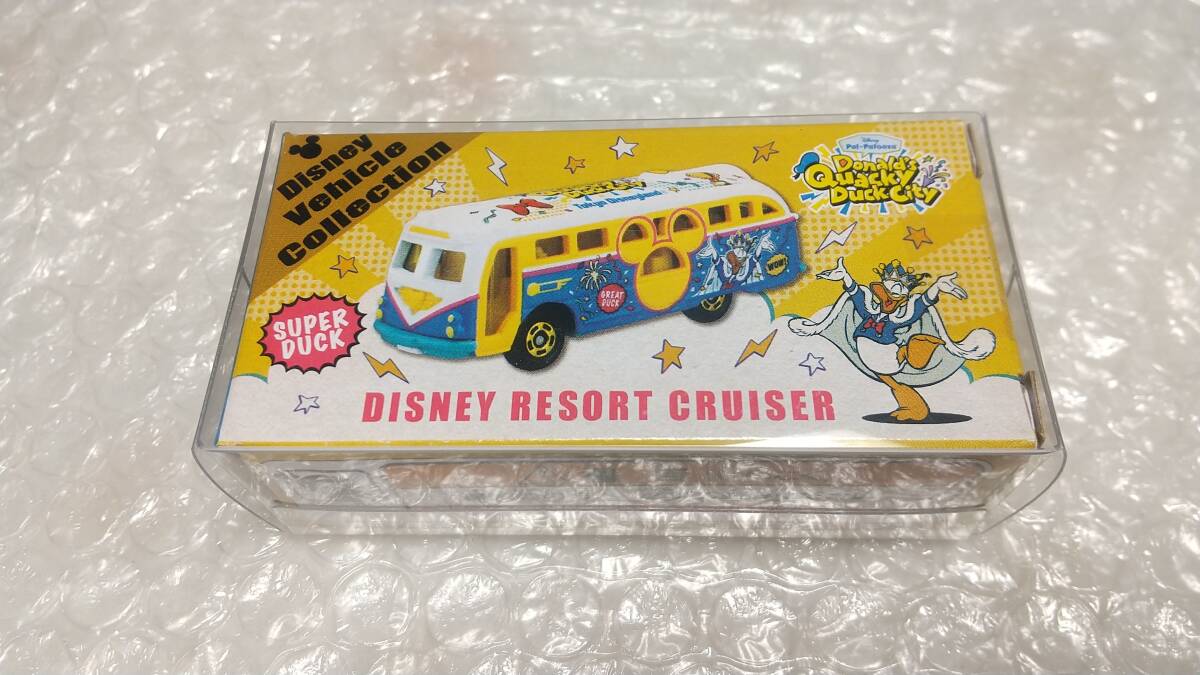 Disney
Vehicle
Collection
Disney
Pal-Palooza
Donald's
Quacky
Duck City
Tokyo Disneyland
GREAT
DUCK
WOW!
SUPER
DUCK
DISNEY RESORT CRUISER